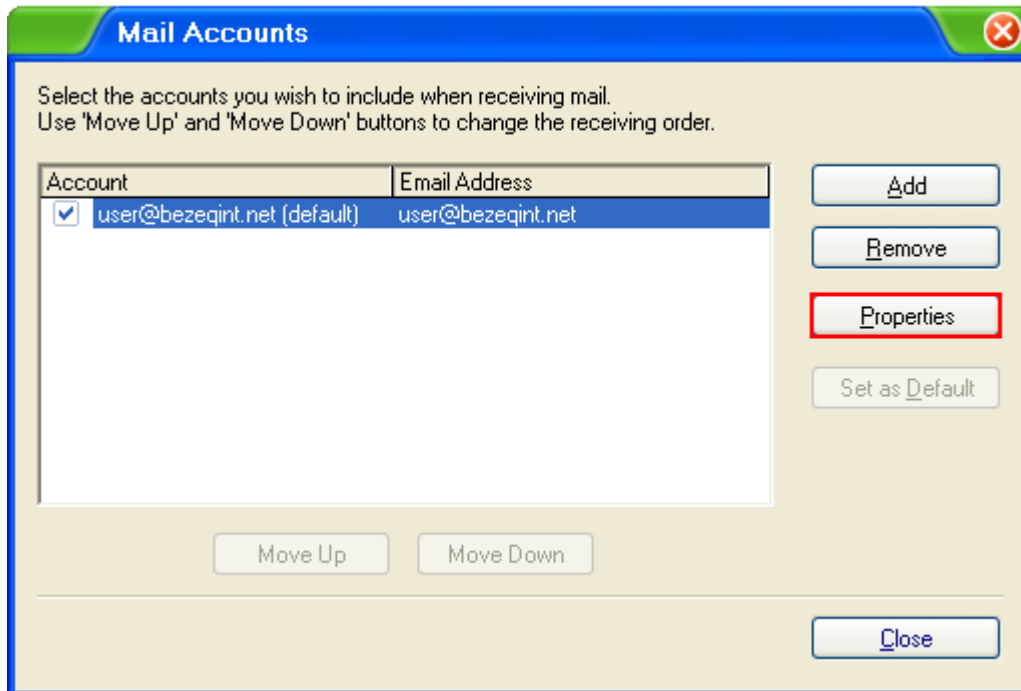 Mail Accounts
Select the accounts you wish to include when receiving mail.
Use 'Move Up' and 'Move Down' buttons to change the receiving order.
Account Email Address
user@bezeqint.net (default) user@bezeqint.net
Add
Remove
Properties
Set as Default
Move Up Move Down
Close